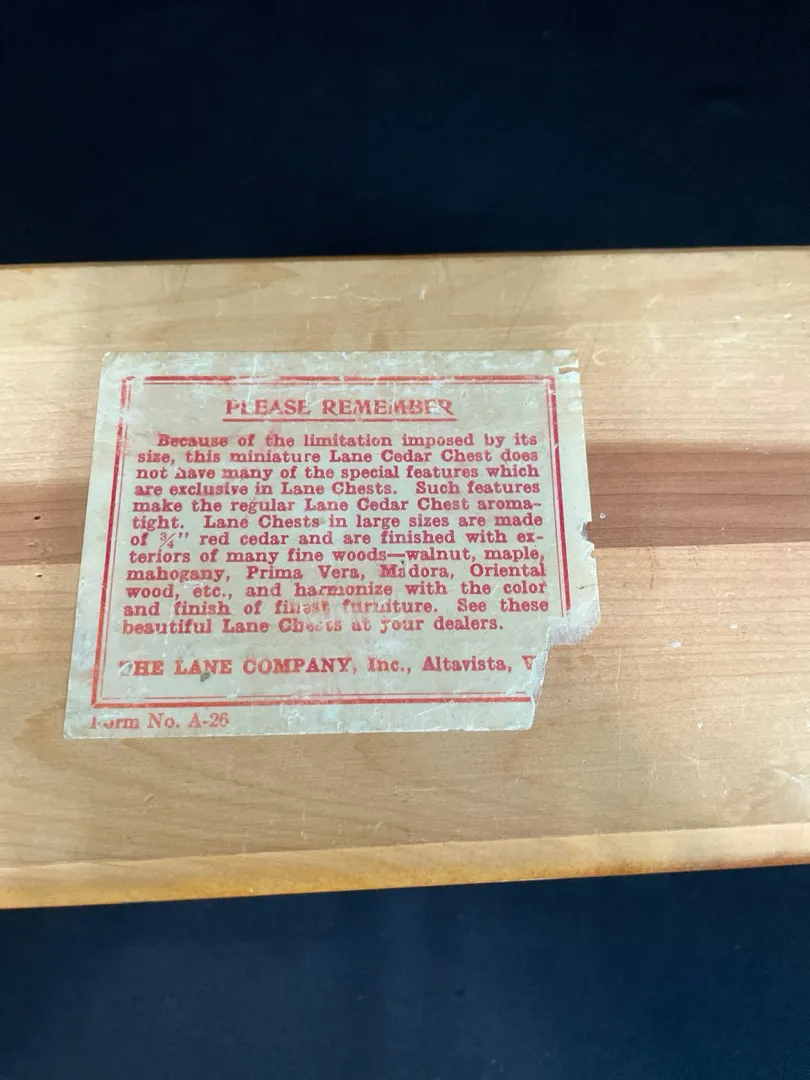 PLEASE REMEMBER
Because of the limitation imposed by its
size, this miniature Lane Cedar Chest does
not have many of the special features which
are exclusive in Lane Chests. Such features
make the regular Lane Cedar Chest aroma-
tight. Lane Chests in large sizes are made
of ¾" red cedar and are finished with ex-
teriors of many fine woods—walnut, maple,
mahogany, Prima Vera, Madora, Oriental
wood, etc., and harmonize with the color
and finish of finest furniture. See these
beautiful Lane Chests at your dealers.
THE LANE COMPANY, Inc., Altavista, V
Form No. A-26